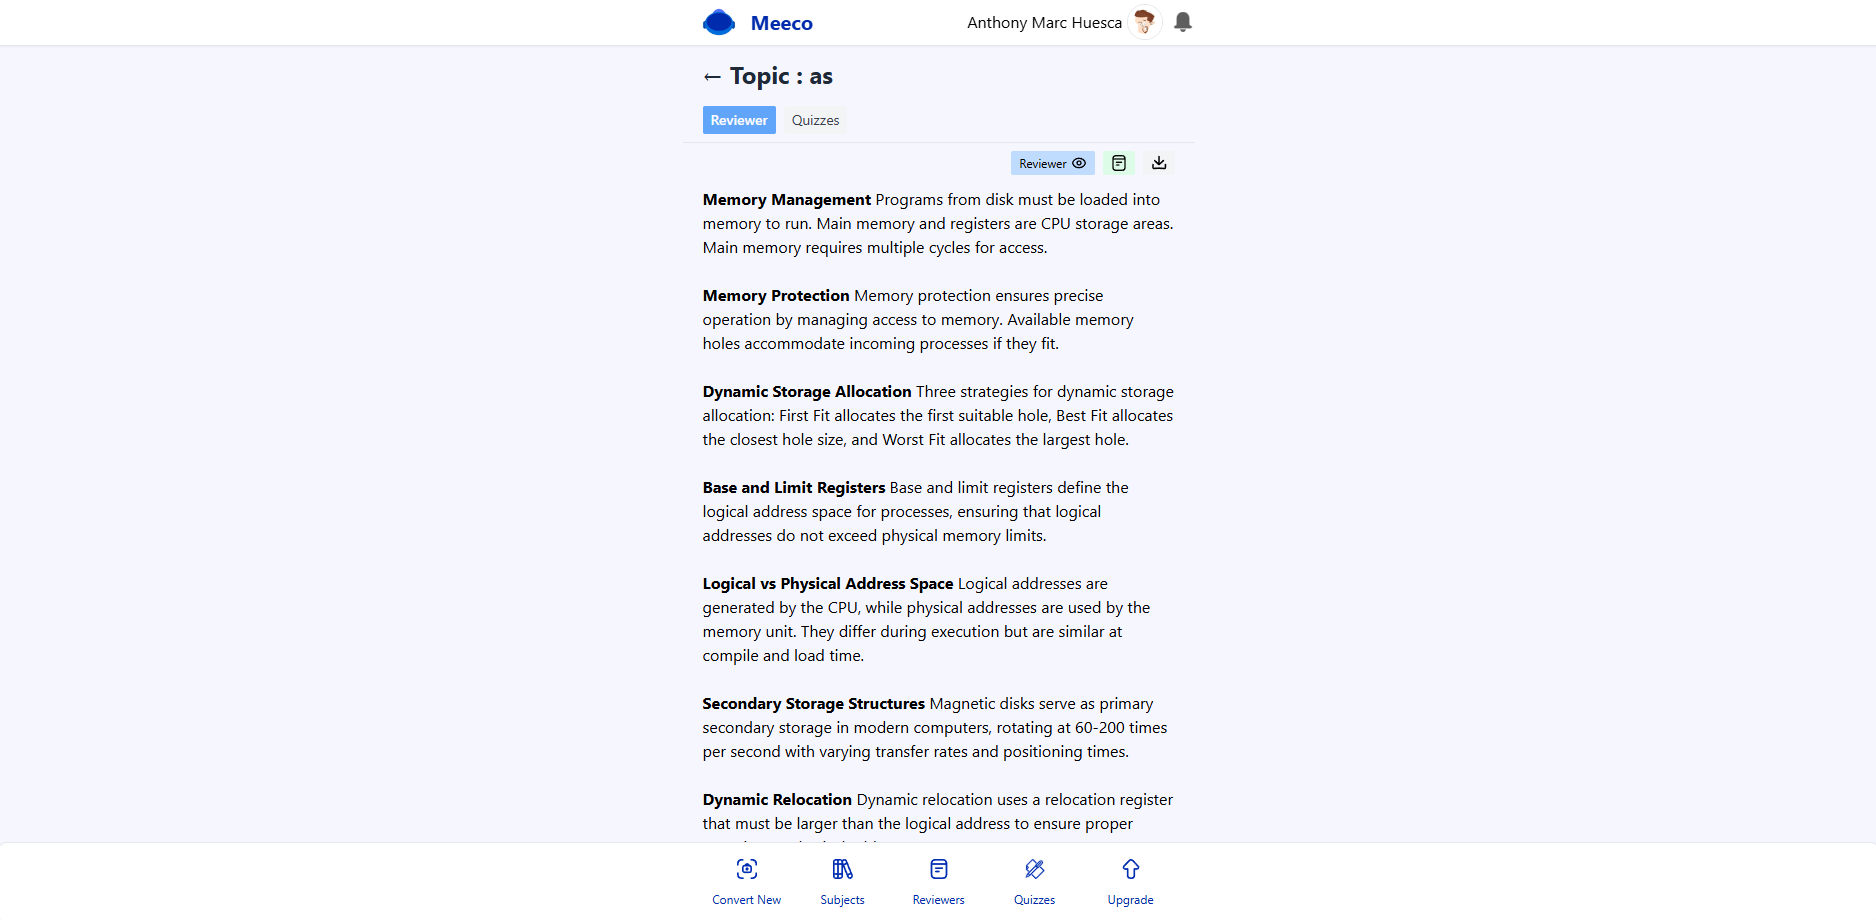 Meeco
Anthony Marc Huesca
← Topic : as
Reviewer
Quizzes
Reviewer
Memory Management Programs from disk must be loaded into
memory to run. Main memory and registers are CPU storage areas.
Main memory requires multiple cycles for access.
Memory Protection Memory protection ensures precise
operation by managing access to memory. Available memory
holes accommodate incoming processes if they fit.
Dynamic Storage Allocation Three strategies for dynamic storage
allocation: First Fit allocates the first suitable hole, Best Fit allocates
the closest hole size, and Worst Fit allocates the largest hole.
Base and Limit Registers Base and limit registers define the
logical address space for processes, ensuring that logical
addresses do not exceed physical memory limits.
Logical vs Physical Address Space Logical addresses are
generated by the CPU, while physical addresses are used by the
memory unit. They differ during execution but are similar at
compile and load time.
Secondary Storage Structures Magnetic disks serve as primary
secondary storage in modern computers, rotating at 60-200 times
per second with varying transfer rates and positioning times.
Dynamic Relocation Dynamic relocation uses a relocation register
that must be larger than the logical address to ensure proper
Convert New
Subjects
Reviewers
Quizzes
Upgrade